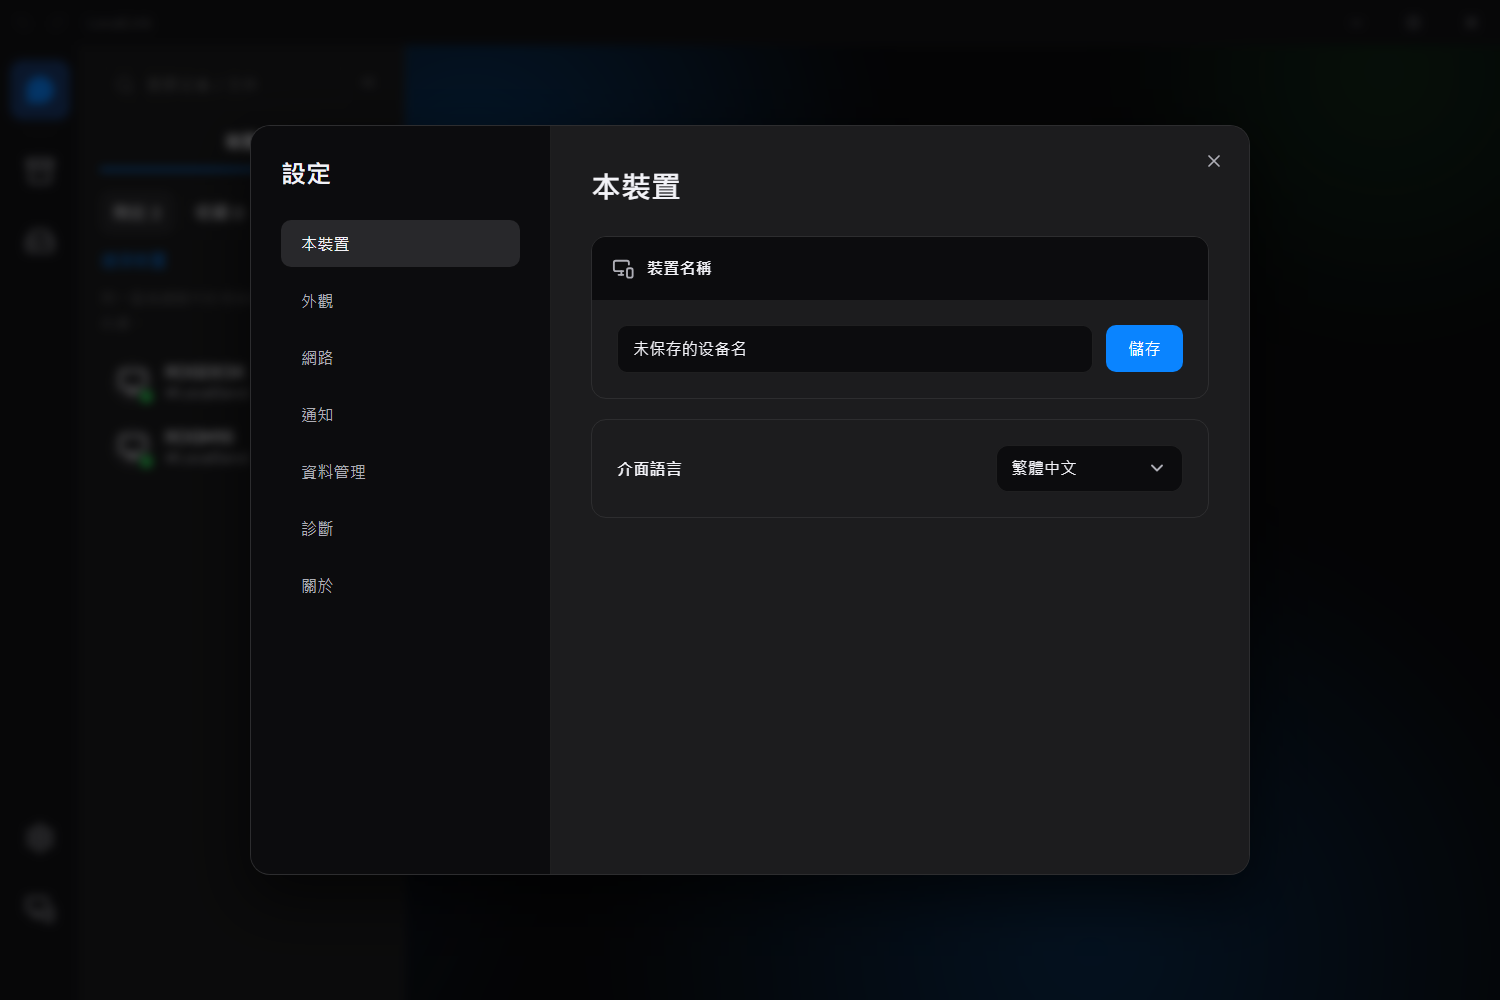 設定
本裝置
外觀
網路
通知
資料管理
診斷
關於
本裝置
裝置名稱
未保存的设备名
儲存
介面語言
繁體中文